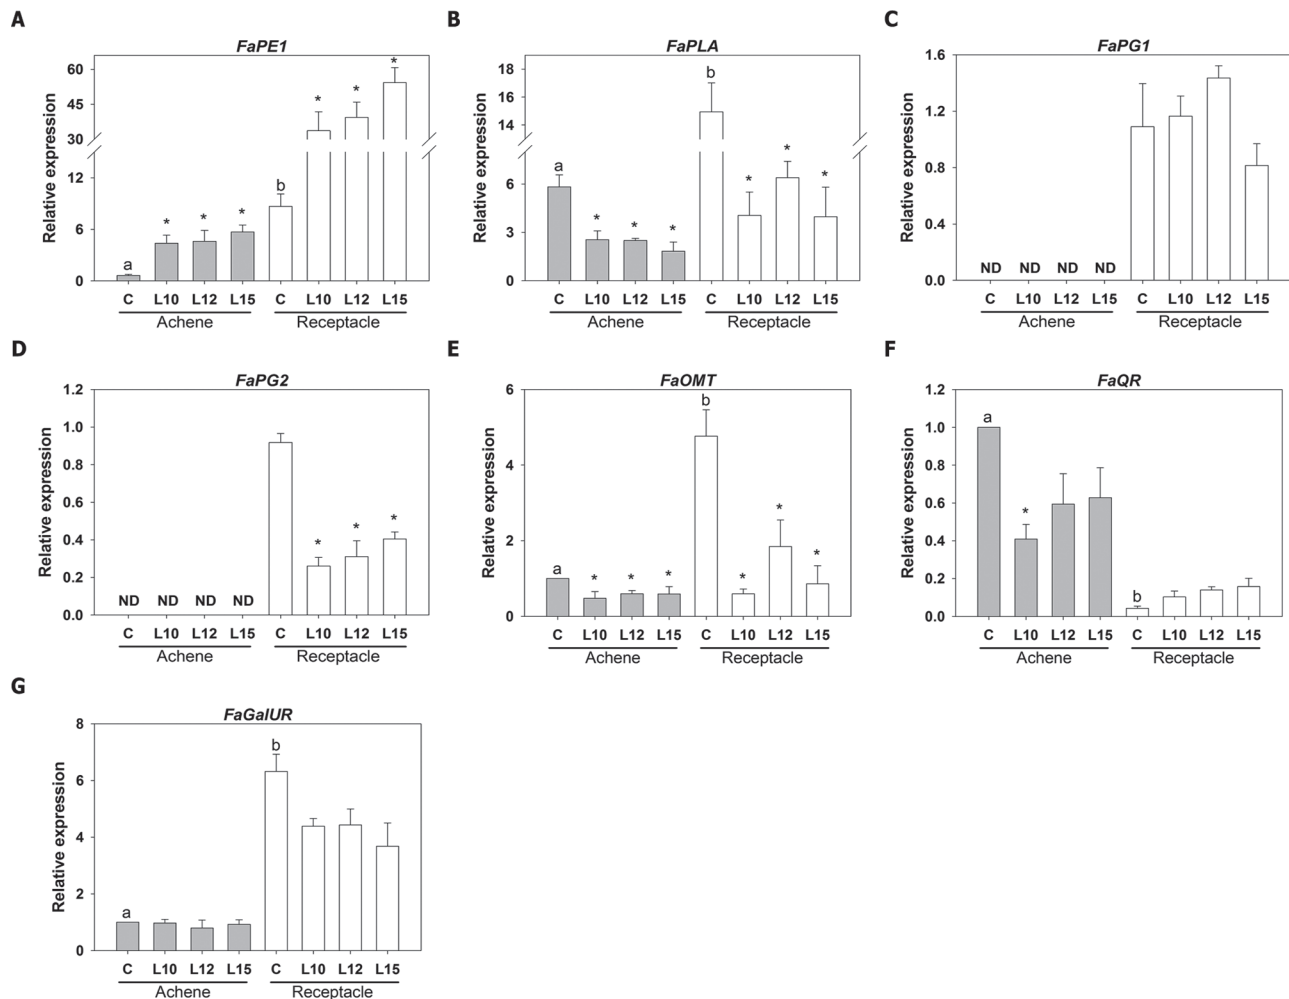 A
FaPE1
Relative expression
Relative expression
60
45
30
12
6
0
a
*
*
*
b
*
*
*
C L10 L12 L15 C L10 L12 L15
Achene Receptacle
B
FaPLA
Relative expression
Relative expression
18
16
14
6
3
0
a
*
*
*
b
*
*
*
C L10 L12 L15 C L10 L12 L15
Achene Receptacle
C
FaPG1
Relative expression
1.6
1.2
0.8
0.4
0.0
ND ND ND ND
C L10 L12 L15 C L10 L12 L15
Achene Receptacle
D
FaPG2
Relative expression
1.2
1.0
0.8
0.6
0.4
0.2
0.0
ND ND ND ND
*
*
*
C L10 L12 L15 C L10 L12 L15
Achene Receptacle
E
FaOMT
Relative expression
6
4
2
0
a
*
*
*
b
*
*
*
C L10 L12 L15 C L10 L12 L15
Achene Receptacle
F
FaQR
Relative expression
1.2
1.0
0.8
0.6
0.4
0.2
0.0
a
*
b
C L10 L12 L15 C L10 L12 L15
Achene Receptacle
G
FaGalUR
Relative expression
8
6
4
2
0
a
b
C L10 L12 L15 C L10 L12 L15
Achene Receptacle